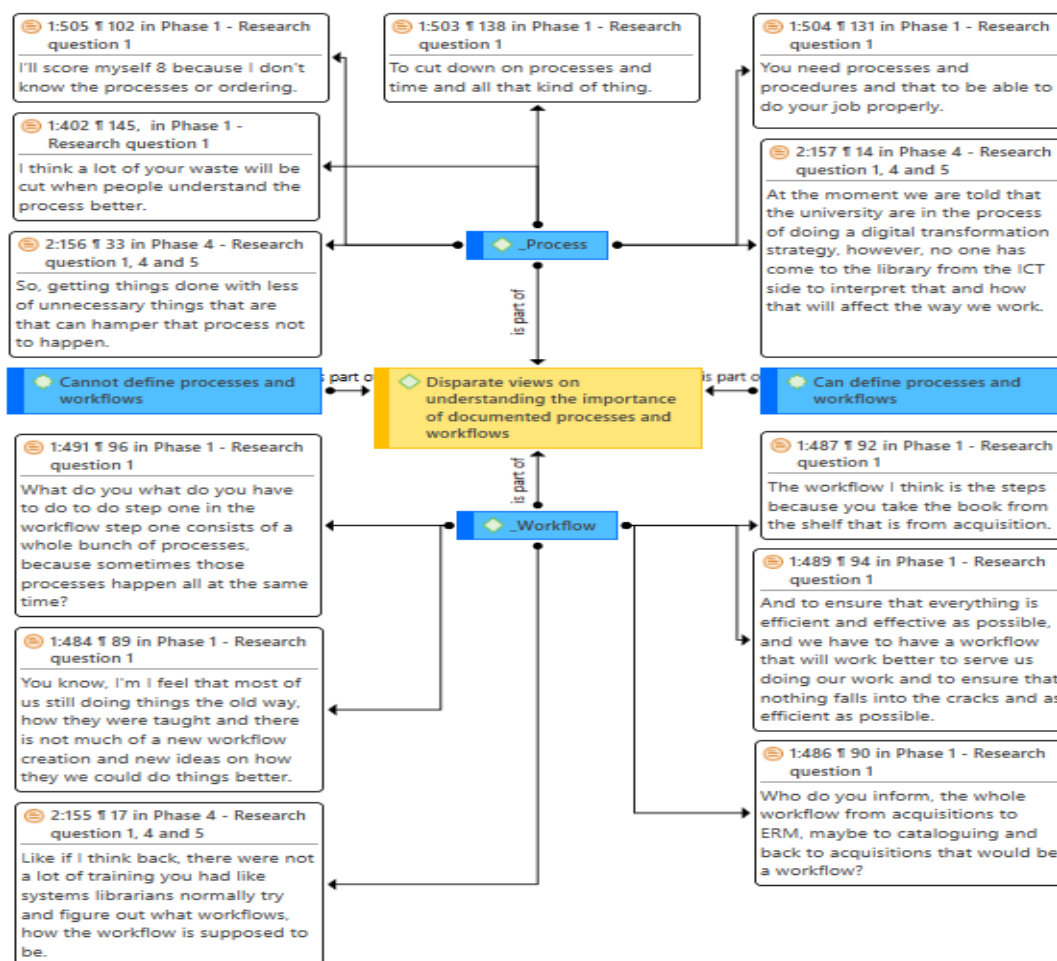 1:505 ¶ 102 in Phase 1 - Research
question 1
I'll score myself 8 because I don't
know the processes or ordering.
1:503 ¶ 138 in Phase 1 - Research
question 1
To cut down on processes and
time and all that kind of thing.
1:504 ¶ 131 in Phase 1 - Research
question 1
You need processes and
procedures and that to be able to
do your job properly.
1:402 ¶ 145, in Phase 1 -
Research question 1
I think a lot of your waste will be
cut when people understand the
process better.
2:157 ¶ 14 in Phase 4 - Research
question 1, 4 and 5
At the moment we are told that
the university are in the process
of doing a digital transformation
strategy, however, no one has
come to the library from the ICT
side to interpret that and how
that will affect the way we work.
2:156 ¶ 33 in Phase 4 - Research
question 1, 4 and 5
So, getting things done with less
of unnecessary things that are
that can hamper that process not
to happen.
_Process
is part of
Cannot define processes and
workflows
is part of
Disparate views on
understanding the importance
of documented processes and
workflows
is part of
Can define processes and
workflows
is part of
_Workflow
1:491 ¶ 96 in Phase 1 - Research
question 1
What do you what do you have
to do to do step one in the
workflow step one consists of a
whole bunch of processes,
because sometimes those
processes happen all at the same
time?
1:487 ¶ 92 in Phase 1 - Research
question 1
The workflow I think is the steps
because you take the book from
the shelf that is from acquisition.
1:489 ¶ 94 in Phase 1 - Research
question 1
And to ensure that everything is
efficient and effective as possible,
and we have to have a workflow
that will work better to serve us
doing our work and to ensure that
nothing falls into the cracks and as
efficient as possible.
1:484 ¶ 89 in Phase 1 - Research
question 1
You know, I'm I feel that most of
us still doing things the old way,
how they were taught and there
is not much of a new workflow
creation and new ideas on how
they we could do things better.
1:486 ¶ 90 in Phase 1 - Research
question 1
Who do you inform, the whole
workflow from acquisitions to
ERM, maybe to cataloguing and
back to acquisitions that would be
a workflow?
2:155 ¶ 17 in Phase 4 - Research
question 1, 4 and 5
Like if I think back, there were not
a lot of training you had like
systems librarians normally try
and figure out what workflows,
how the workflow is supposed to
be.